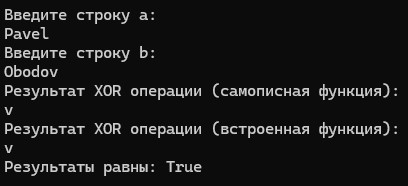 Введите строку a:
Pavel
Введите строку b:
Obodov
Результат XOR операции (самописная функция):
v
Результат XOR операции (встроенная функция):
v
Результаты равны: True